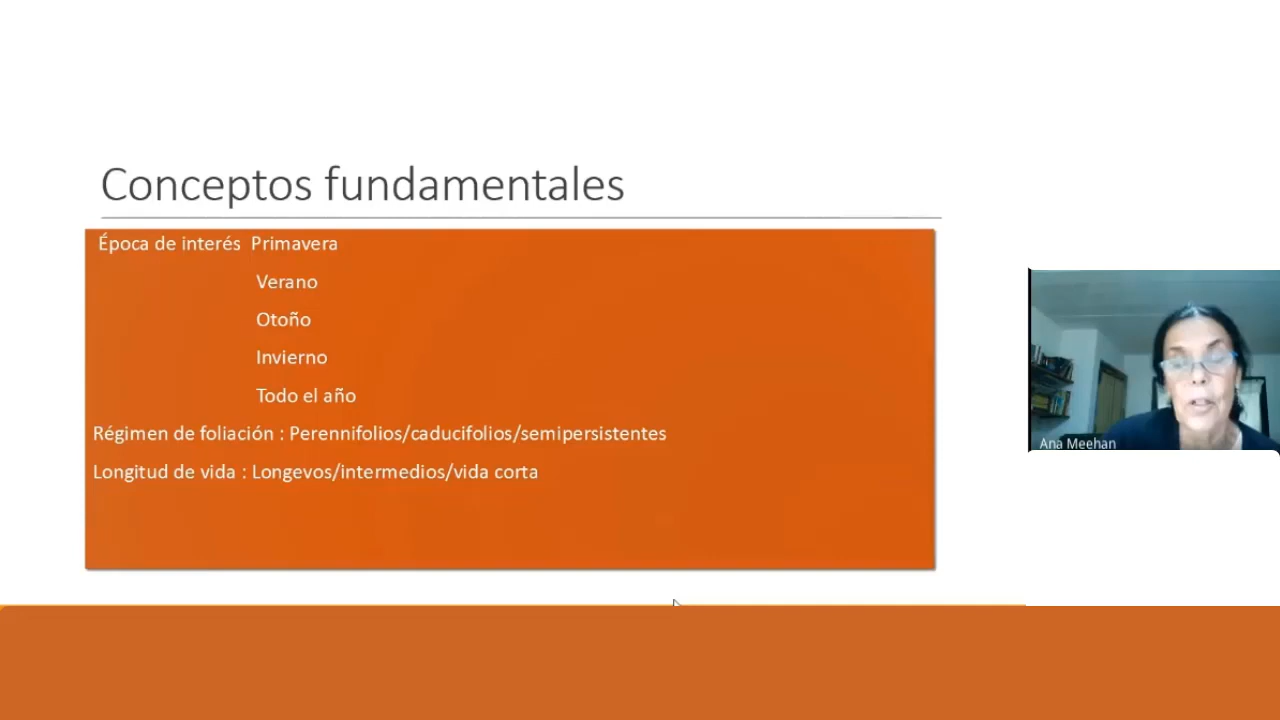 Conceptos fundamentales
Época de interés Primavera
Verano
Otoño
Invierno
Todo el año
Régimen de foliación : Perennifolios/caducifolios/semipersistentes
Longitud de vida : Longevos/intermedios/vida corta
Ana Meehan